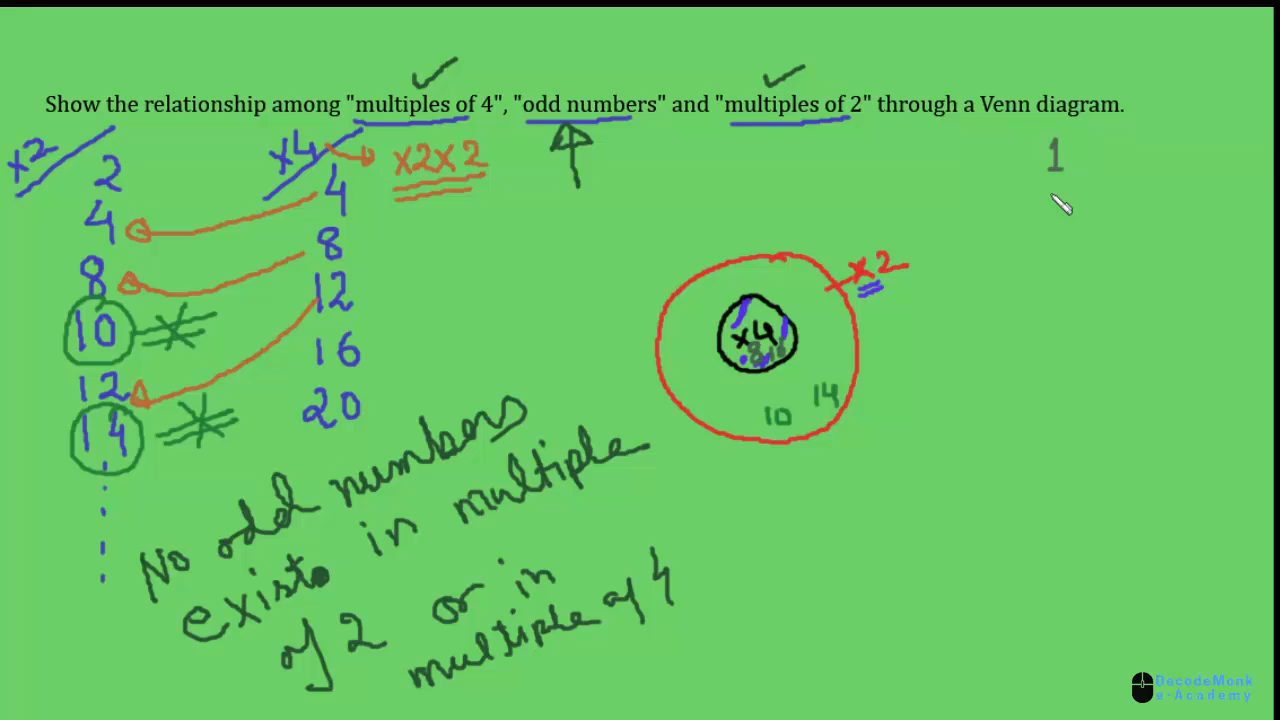 Show the relationship among "multiples of 4", "odd numbers" and "multiples of 2" through a Venn diagram.
x2
2
4
8
10
12
14
x4
x2x2
4
8
12
16
20
1
x2
x4
8
10
14
No odd numbers
exists in multiple
of 2 or in
multiple of 4
DecodeMonk
e-Academy